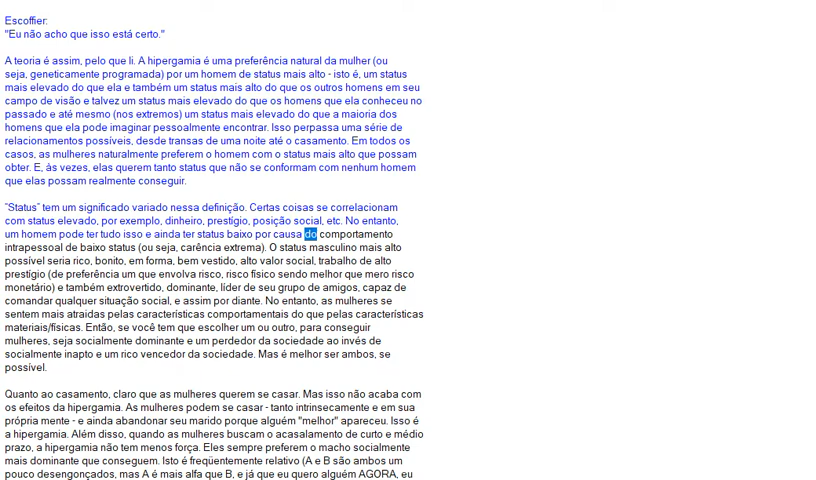 Escoffier:
"Eu não acho que isso está certo."
A teoria é assim, pelo que li. A hipergamia é uma preferência natural da mulher (ou
seja, geneticamente programada) por um homem de status mais alto - isto é, um status
mais elevado do que ela e também um status mais alto do que os outros homens em seu
campo de visão e talvez um status mais elevado do que os homens que ela conheceu no
passado e até mesmo (nos extremos) um status mais elevado do que a maioria dos
homens que ela pode imaginar pessoalmente encontrar. Isso perpassa uma série de
relacionamentos possíveis, desde transas de uma noite até o casamento. Em todos os
casos, as mulheres naturalmente preferem o homem com o status mais alto que possam
obter. E, às vezes, elas querem tanto status que não se conformam com nenhum homem
que elas possam realmente conseguir.
"Status" tem um significado variado nessa definição. Certas coisas se correlacionam
com status elevado, por exemplo, dinheiro, prestígio, posição social, etc. No entanto,
um homem pode ter tudo isso e ainda ter status baixo por causa do comportamento
intrapessoal de baixo status (ou seja, carência extrema). O status masculino mais alto
possível seria rico, bonito, em forma, bem vestido, alto valor social, trabalho de alto
prestígio (de preferência um que envolva risco, risco físico sendo melhor que mero risco
monetário) e também extrovertido, dominante, líder de seu grupo de amigos, capaz de
comandar qualquer situação social, e assim por diante. No entanto, as mulheres se
sentem mais atraidas pelas características comportamentais do que pelas características
materiais/físicas. Então, se você tem que escolher um ou outro, para conseguir
mulheres, seja socialmente dominante e um perdedor da sociedade ao invés de
socialmente inapto e um rico vencedor da sociedade. Mas é melhor ser ambos, se
possível.
Quanto ao casamento, claro que as mulheres querem se casar. Mas isso não acaba com
os efeitos da hipergamia. As mulheres podem se casar - tanto intrinsecamente e em sua
própria mente - e ainda abandonar seu marido porque alguém "melhor" apareceu. Isso é
a hipergamia. Além disso, quando as mulheres buscam o acasalamento de curto e médio
prazo, a hipergamia não tem menos força. Eles sempre preferem o macho socialmente
mais dominante que conseguem. Isto é freqüentemente relativo (A e B são ambos um
pouco desengonçados, mas A é mais alfa que B, e já que eu quero alguém AGORA, eu